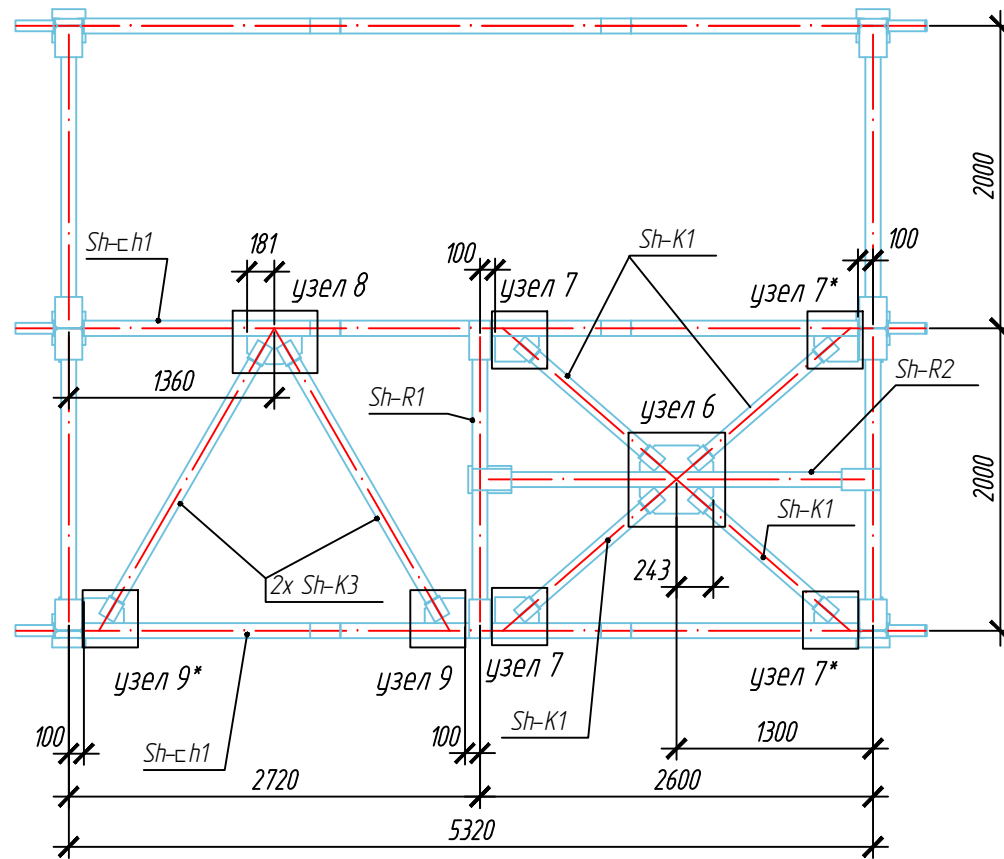 2000
Sh-⊏h1
181
100
Sh-K1
100
узел 8
узел 7
узел 7*
1360
Sh-R1
узел 6
Sh-R2
2000
Sh-K1
243
2x Sh-K3
узел 9*
узел 9
узел 7
узел 7*
Sh-K1
100
Sh-⊏h1
100
1300
2720
2600
5320